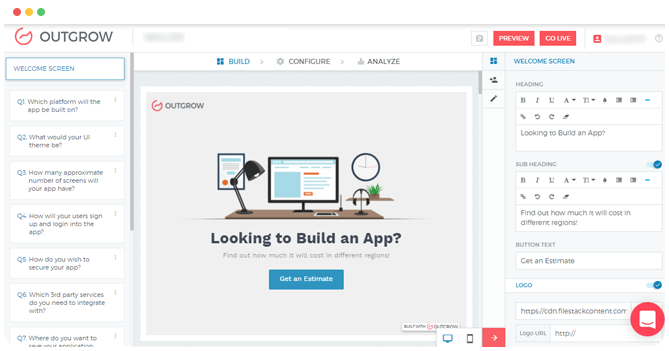 OUTGROW
PREVIEW
GO LIVE
WELCOME SCREEN
BUILD
CONFIGURE
ANALYZE
WELCOME SCREEN
Q1. Which platform will the
app be built on?
Q2. What would your UI
theme be?
Q3. How many approximate
number of screens will
your app have?
Q4. How will your users sign
up and login into the
app?
Q5. How do you wish to
secure your app?
Q6. Which 3rd party services
do you need to integrate
with?
Q7. Where do you want to
save your application
OUTGROW
Looking to Build an App?
Find out how much it will cost in different regions!
Get an Estimate
BUILT WITH OUTGROW
HEADING
B I U A T!
Looking to Build an App?
SUB HEADING
B I U A T!
Find out how much it will cost in
different regions!
BUTTON TEXT
Get an Estimate
LOGO
https://cdn.filestackcontent.com
Logo URL http://